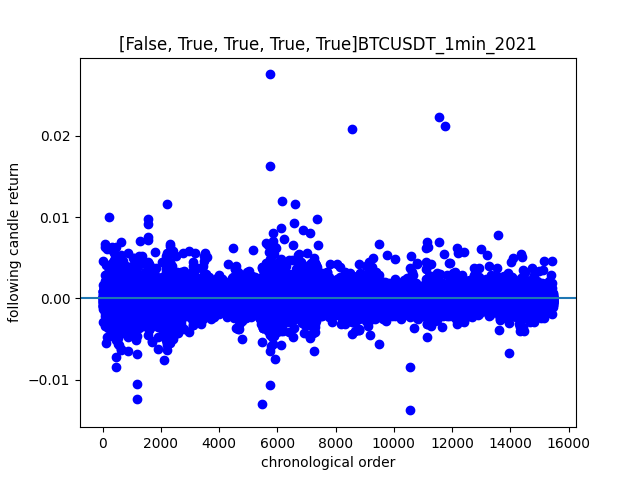 [False, True, True, True, True]BTCUSDT_1min_2021
following candle return
0.02
0.01
0.00
−0.01
0 2000 4000 6000 8000 10000 12000 14000 16000
chronological order